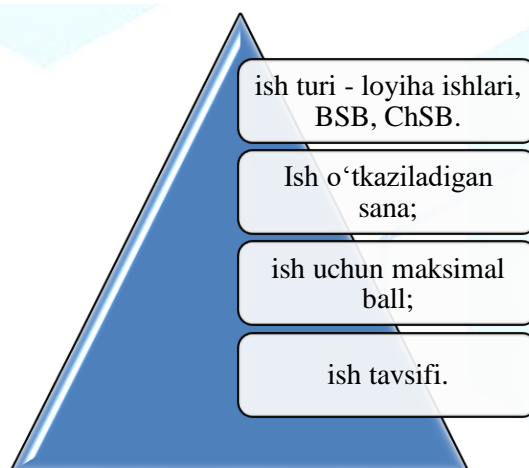 ish turi - loyiha ishlari,
BSB, ChSB.
Ish o‘tkaziladigan
sana;
ish uchun maksimal
ball;
ish tavsifi.